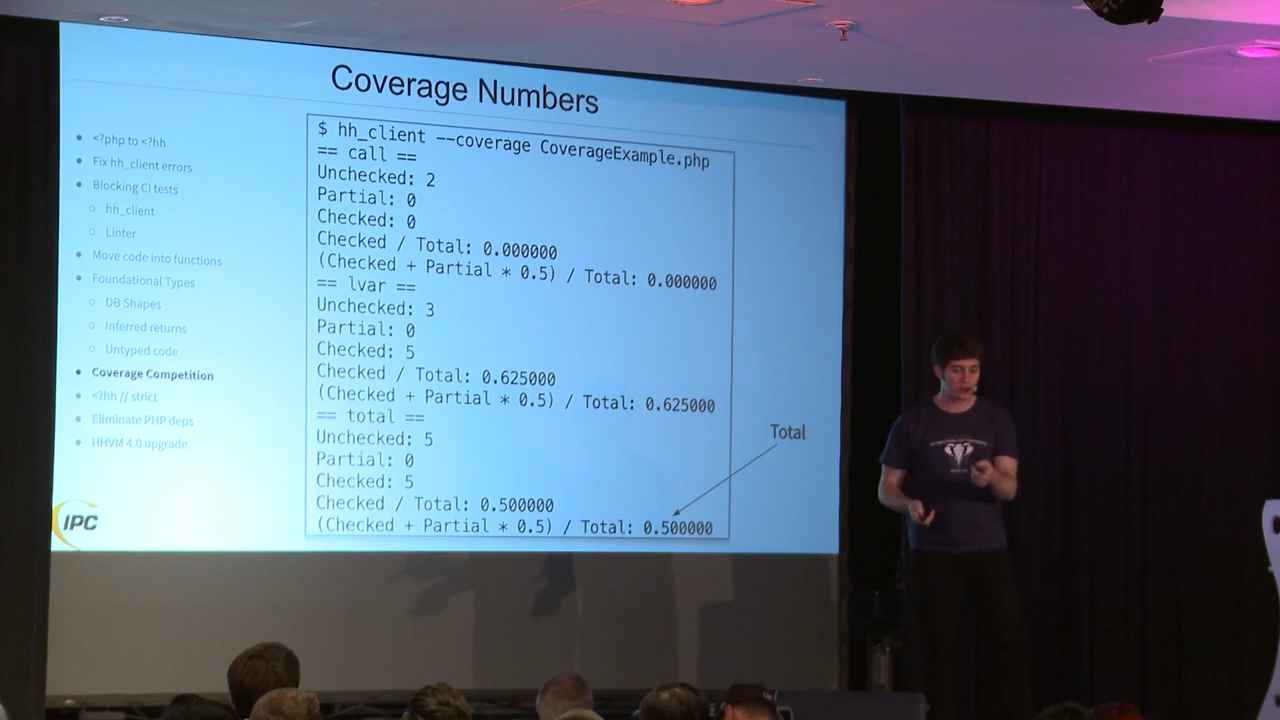 Coverage Numbers
<?php to <?hh
Fix hh_client errors
Blocking CI tests
hh_client
Linter
Move code into functions
Foundational Types
DB Shapes
Inferred returns
Untyped code
Coverage Competition
<?hh // strict
Eliminate PHP deps
HHVM 4.0 upgrade
IPC
$ hh_client --coverage CoverageExample.php
== call ==
Unchecked: 2
Partial: 0
Checked: 0
Checked / Total: 0.000000
(Checked + Partial * 0.5) / Total: 0.000000
== lvar ==
Unchecked: 3
Partial: 0
Checked: 5
Checked / Total: 0.625000
(Checked + Partial * 0.5) / Total: 0.625000
== total ==
Unchecked: 5
Partial: 0
Checked: 5
Checked / Total: 0.500000
(Checked + Partial * 0.5) / Total: 0.500000
Total